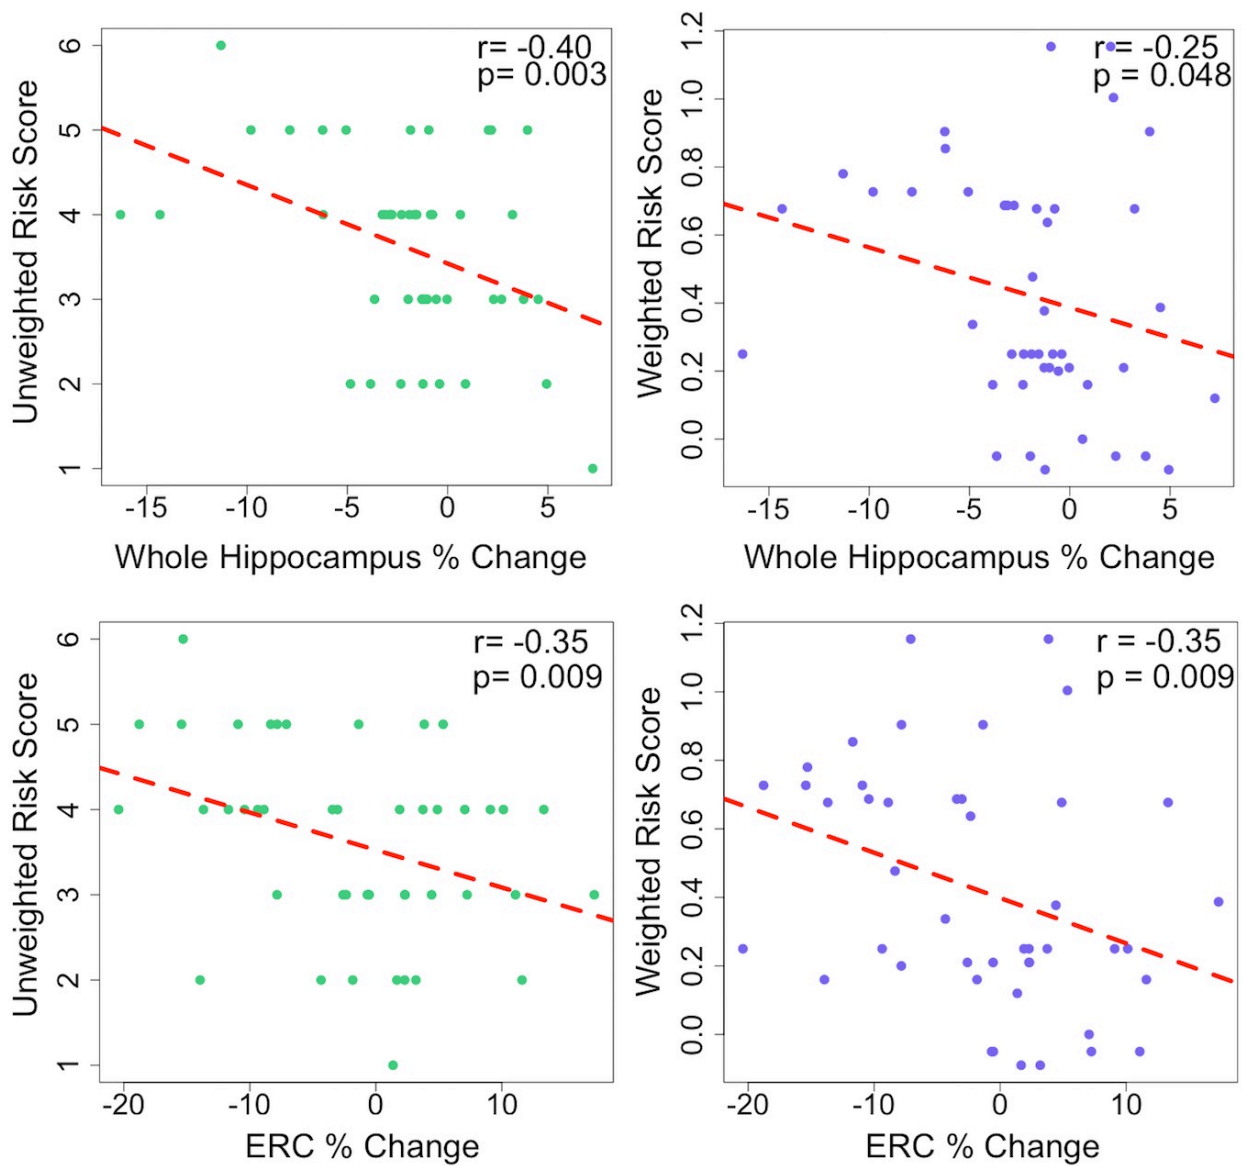 r= -0.40
p= 0.003
6
5
4
3
2
1
Unweighted Risk Score
-15 -10 -5 0 5
Whole Hippocampus % Change
r= -0.25
p = 0.048
1.2
1.0
0.8
0.6
0.4
0.2
0.0
Weighted Risk Score
-15 -10 -5 0 5
Whole Hippocampus % Change
r= -0.35
p= 0.009
6
5
4
3
2
1
Unweighted Risk Score
-20 -10 0 10
ERC % Change
r = -0.35
p = 0.009
1.2
1.0
0.8
0.6
0.4
0.2
0.0
Weighted Risk Score
-20 -10 0 10
ERC % Change